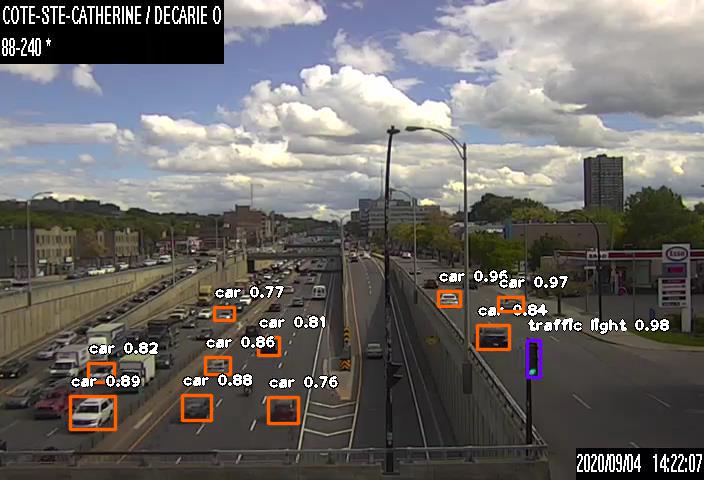 COTE-STE-CATHERINE / DECARIE O
88-240 *
Esso
car 0.96
car 0.97
car 0.77
car 0.84
car 0.81
traffic light 0.98
car 0.86
car 0.82
car 0.89
car 0.88
car 0.76
2020/09/04 14:22:07